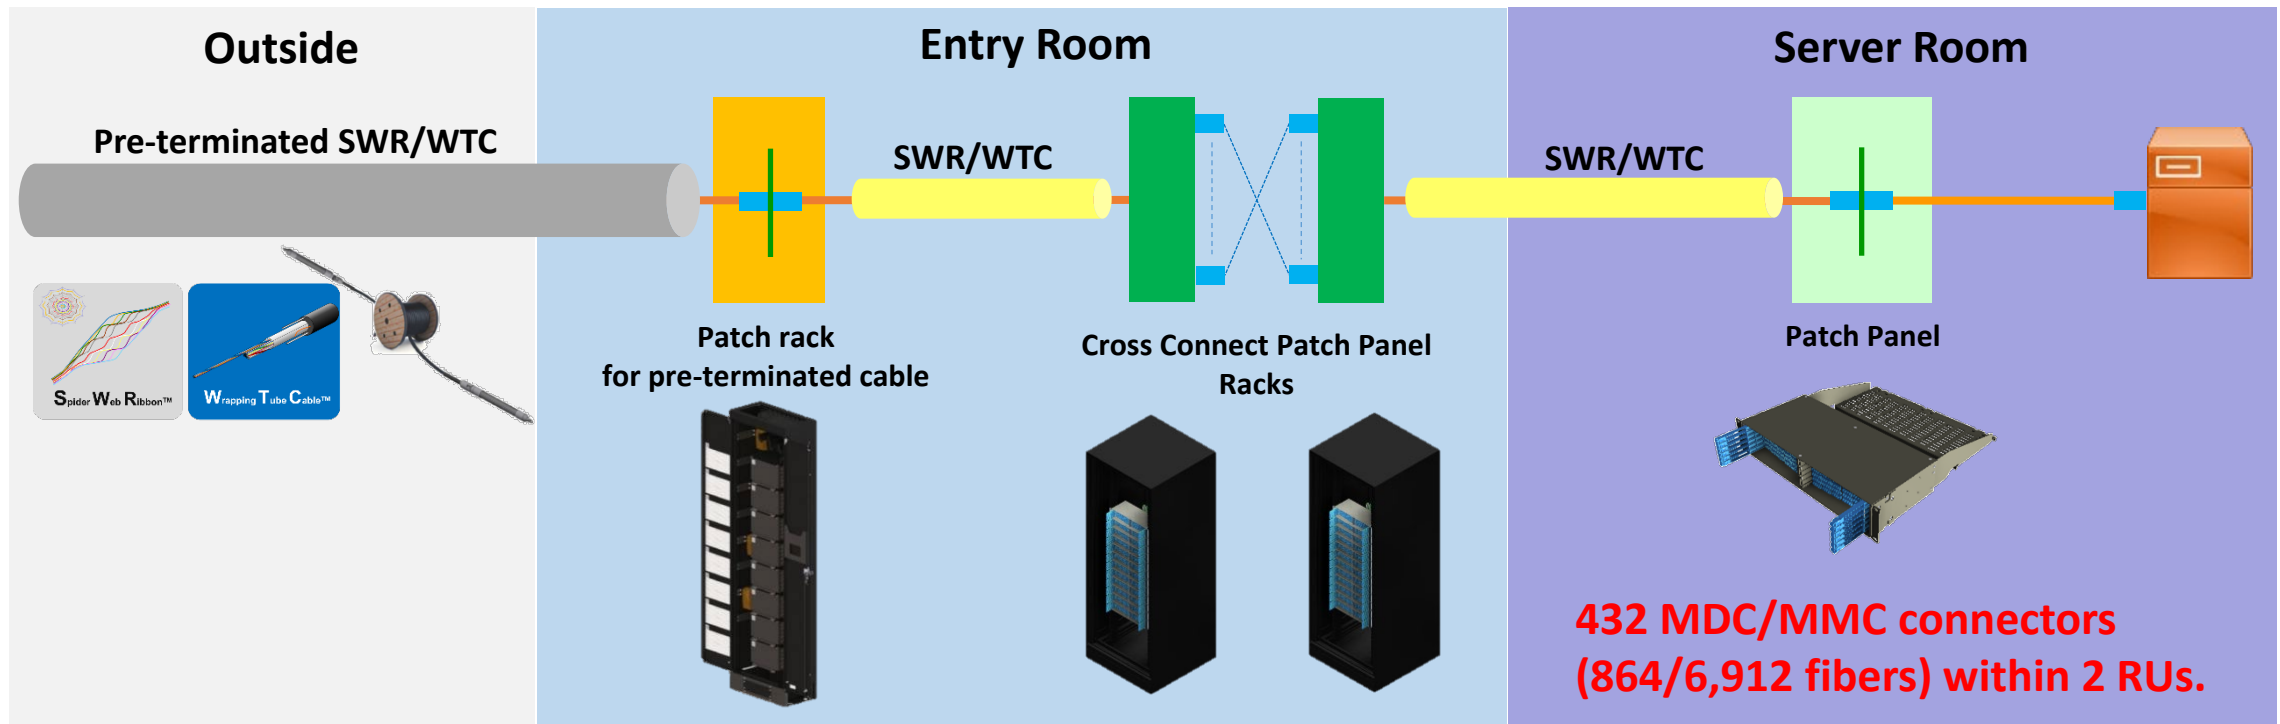 Outside
Entry Room
Server Room
Pre-terminated SWR/WTC
SWR/WTC
SWR/WTC
Spider Web Ribbon™
Wrapping Tube Cable™
Patch rack
for pre-terminated cable
Cross Connect Patch Panel
Racks
Patch Panel
432 MDC/MMC connectors
(864/6,912 fibers) within 2 RUs.